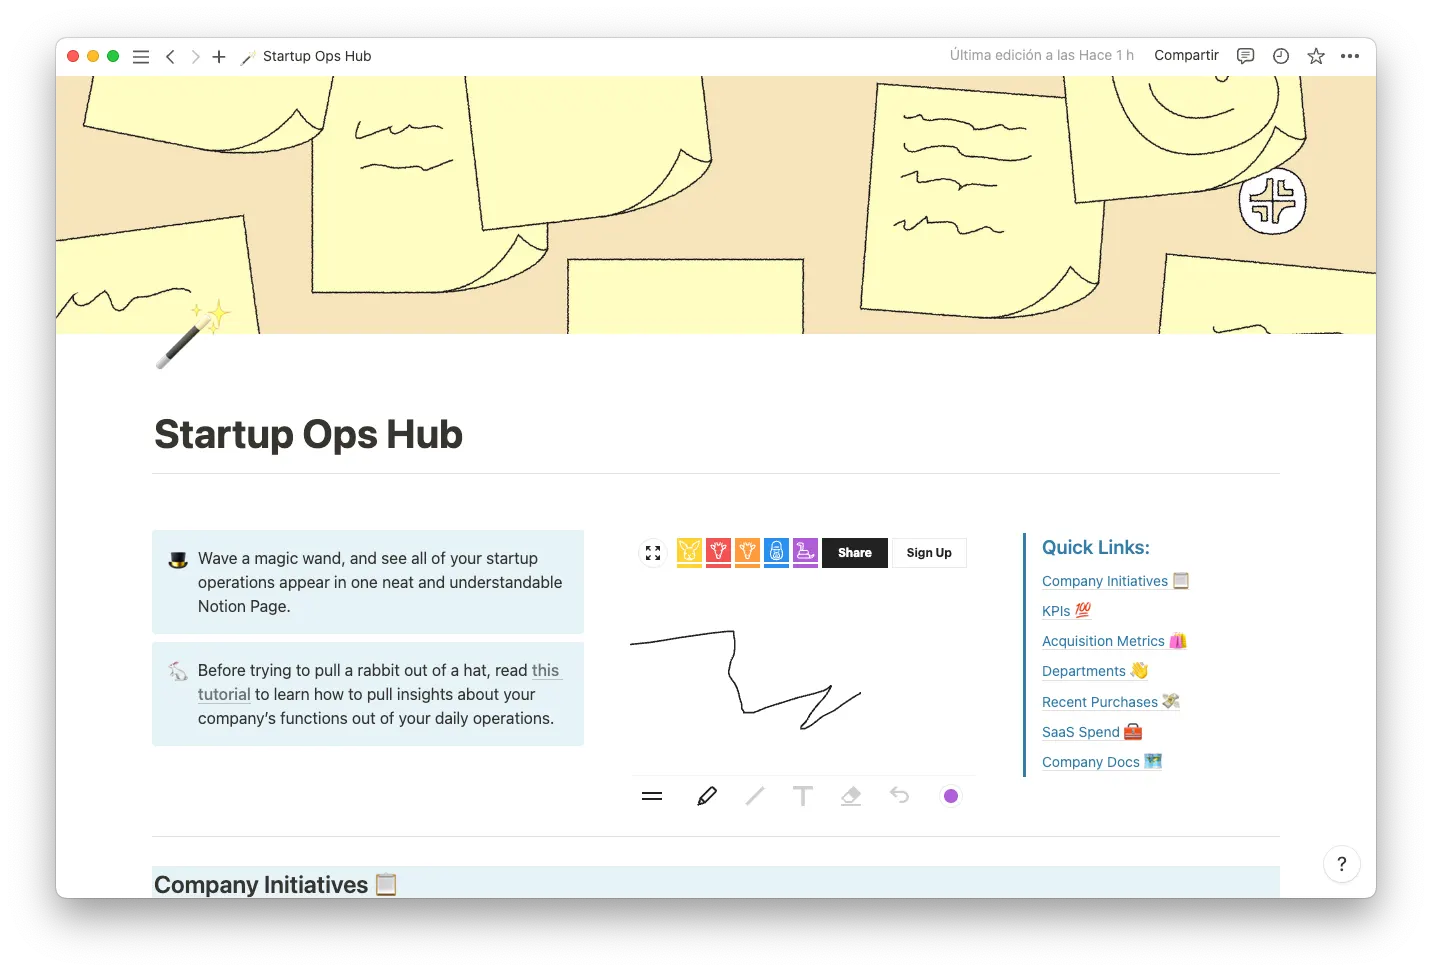 Startup Ops Hub
Última edición a las Hace 1 h
Compartir
Startup Ops Hub
Wave a magic wand, and see all of your startup
operations appear in one neat and understandable
Notion Page.
Before trying to pull a rabbit out of a hat, read this
tutorial to learn how to pull insights about your
company’s functions out of your daily operations.
Share
Sign Up
T
Quick Links:
Company Initiatives 📋
KPIs 💯
Acquisition Metrics 🛍️
Departments 👋
Recent Purchases 💸
SaaS Spend 🧰
Company Docs 🗺️
Company Initiatives 📋
?